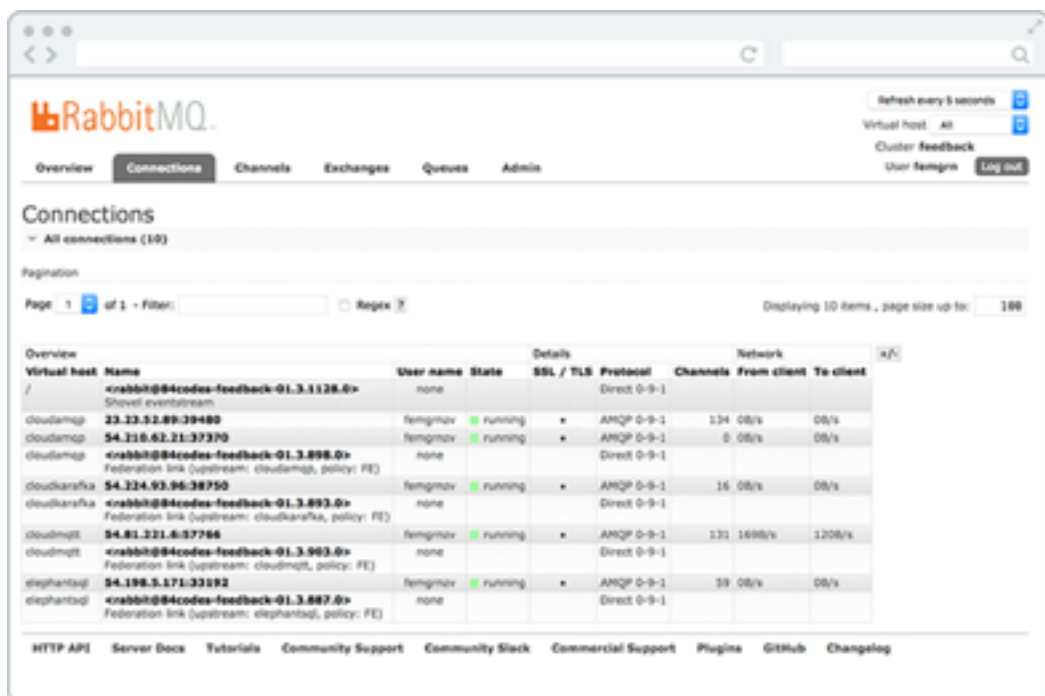 RabbitMQ
Refresh every 5 seconds
Virtual host All
Cluster feedback
User femgrn Log out
Overview Connections Channels Exchanges Queues Admin
Connections
All connections (10)
Pagination
Page 1 of 1 - Filter: Regex ? Displaying 10 items , page size up to: 100
Overview Details Network +/-
Virtual host Name User name State SSL / TLS Protocol Channels From client To client
/ <rabbit@84codes-feedback-01.3.1128.0> none Direct 0-9-1
Shovel eventstream
cloudamqp 23.23.52.89:39480 femgrnzv running • AMQP 0-9-1 134 0B/s 0B/s
cloudamqp 54.210.62.21:37370 femgrnzv running • AMQP 0-9-1 0 0B/s 0B/s
cloudamqp <rabbit@84codes-feedback-01.3.898.0> none Direct 0-9-1
Federation link (upstream: cloudamqp, policy: FE)
cloudkarafka 54.224.93.96:38750 femgrnzv running • AMQP 0-9-1 16 0B/s 0B/s
cloudkarafka <rabbit@84codes-feedback-01.3.893.0> none Direct 0-9-1
Federation link (upstream: cloudkarafka, policy: FE)
cloudmqtt 54.81.221.6:57766 femgrnzv running • AMQP 0-9-1 131 169B/s 120B/s
cloudmqtt <rabbit@84codes-feedback-01.3.903.0> none Direct 0-9-1
Federation link (upstream: cloudmqtt, policy: FE)
elephantsql 54.198.5.171:33192 femgrnzv running • AMQP 0-9-1 59 0B/s 0B/s
elephantsql <rabbit@84codes-feedback-01.3.887.0> none Direct 0-9-1
Federation link (upstream: elephantsql, policy: FE)
HTTP API Server Docs Tutorials Community Support Community Slack Commercial Support Plugins GitHub Changelog